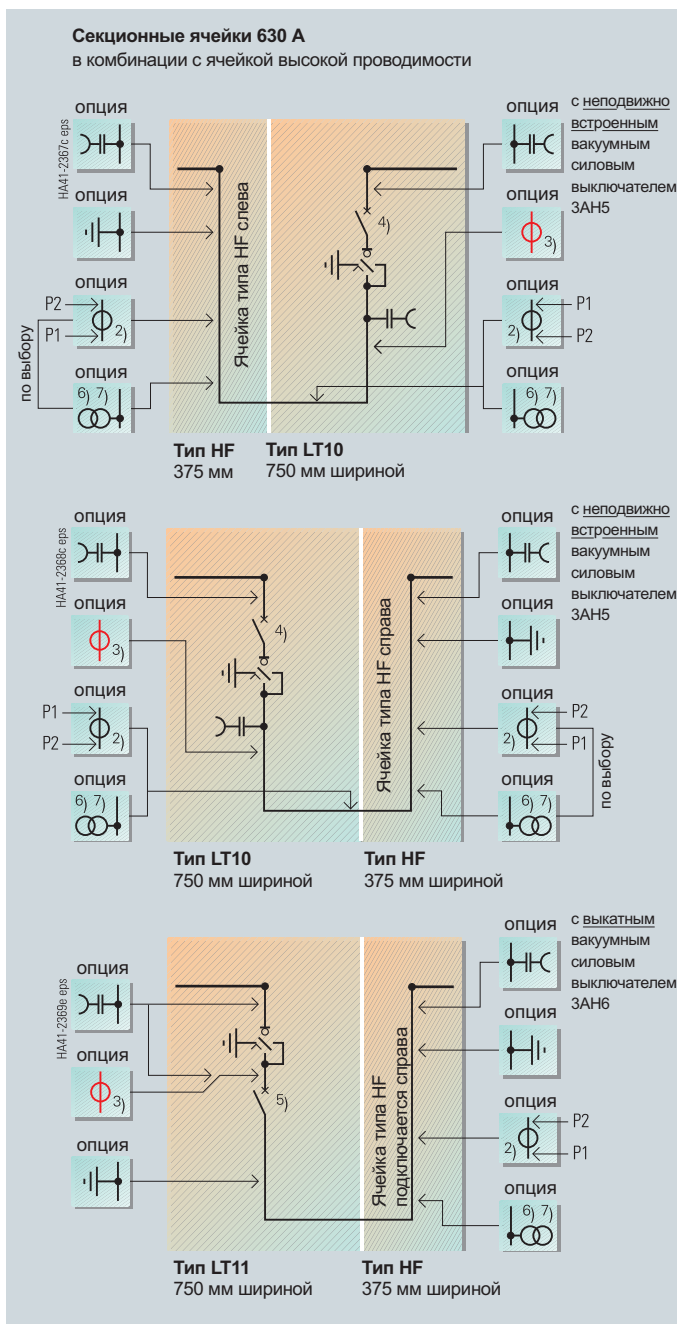 Секционные ячейки 630 А
в комбинации с ячейкой высокой проводимости
опция
HA41-2367c eps
опция
опция
P2
P1
2)
по выбору
опция
6) 7)
Ячейка типа HF слева
4)
опция
с неподвижно
встроенным
вакуумным
силовым
выключателем
3АН5
опция
3)
опция
P1
2)
P2
опция
6) 7)
Тип HF
375 мм
Тип LT10
750 мм шириной
опция
HA41-2368c eps
опция
3)
опция
P1
P2
2)
опция
6) 7)
4)
Ячейка типа HF справа
опция
с неподвижно
встроенным
вакуумным
силовым
выключателем
3АН5
опция
опция
P2
2)
P1
по выбору
опция
6) 7)
Тип LT10
750 мм шириной
Тип HF
375 мм шириной
опция
HA41-2369e eps
опция
3)
опция
5)
Ячейка типа HF
подключается справа
опция
с выкатным
вакуумным
силовым
выключателем
3АН6
опция
опция
P2
2)
P1
опция
6) 7)
Тип LT11
750 мм шириной
Тип HF
375 мм шириной